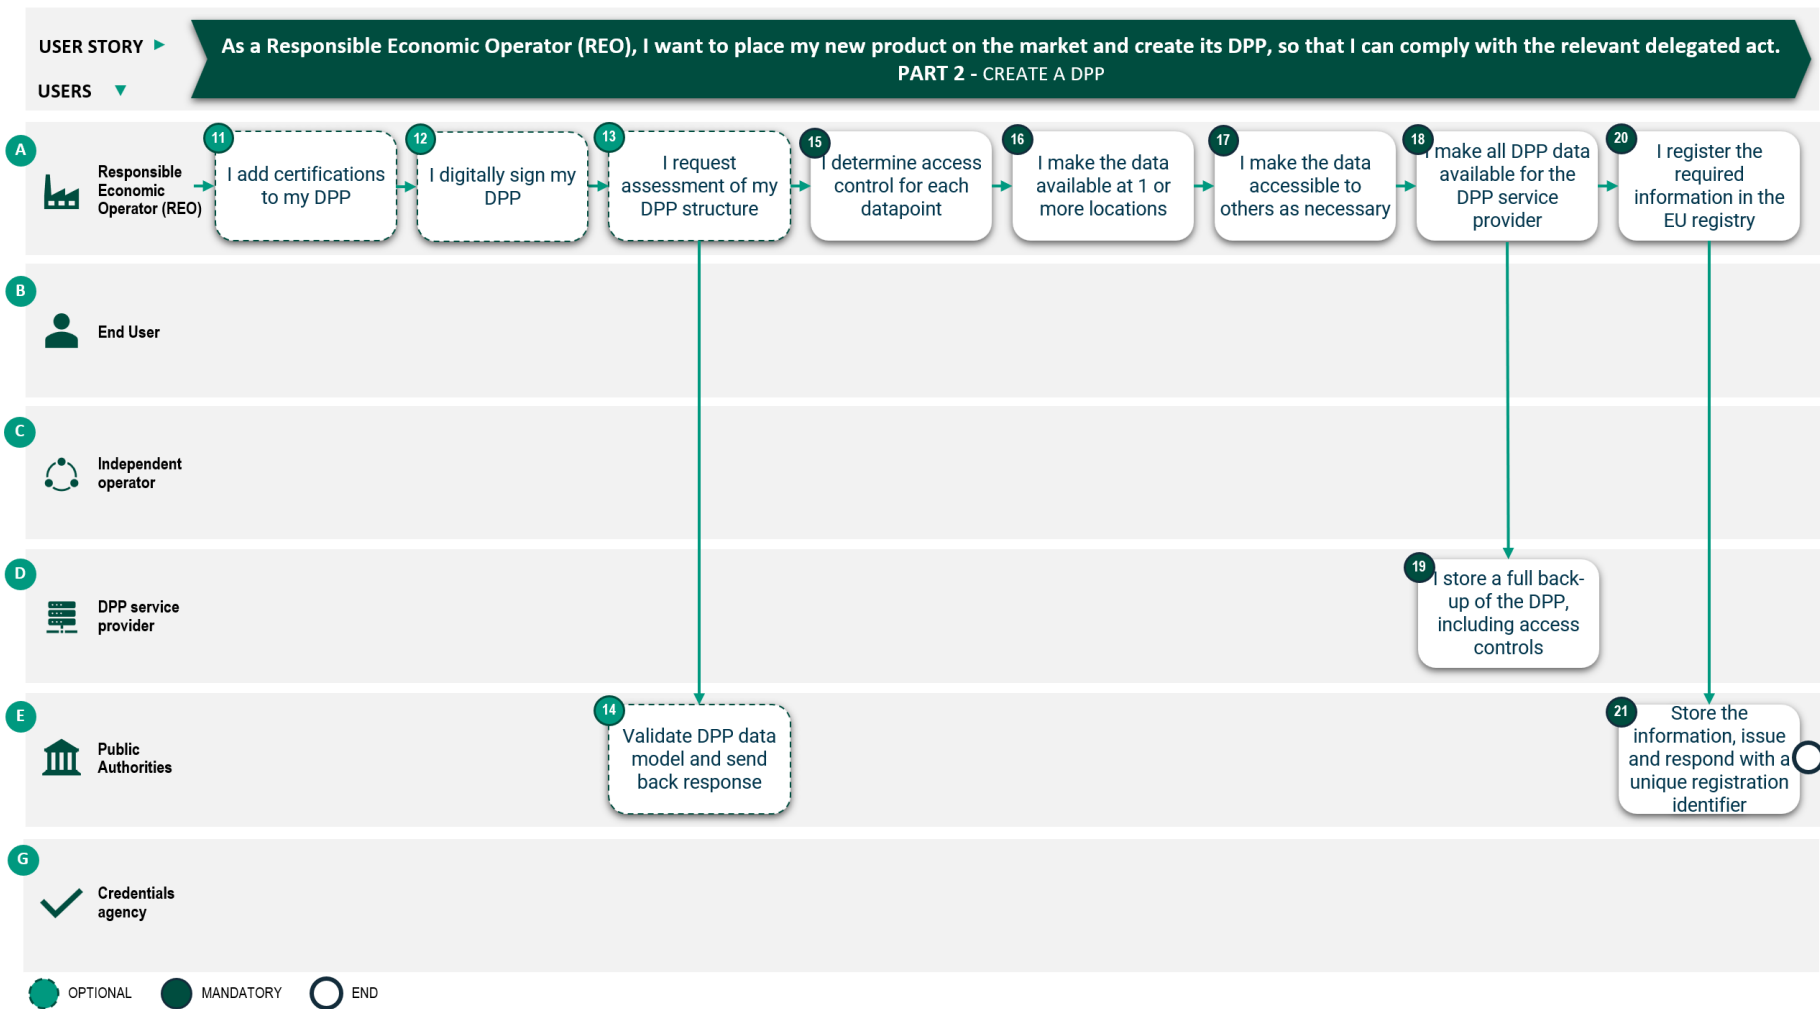 USER STORY
As a Responsible Economic Operator (REO), I want to place my new product on the market and create its DPP, so that I can comply with the relevant delegated act.
PART 2 - CREATE A DPP
USERS
A
Responsible
Economic
Operator (REO)
11
I add certifications
to my DPP
12
I digitally sign my
DPP
13
I request
assessment of my
DPP structure
15
I determine access
control for each
datapoint
16
I make the data
available at 1 or
more locations
17
I make the data
accessible to
others as necessary
18
I make all DPP data
available for the
DPP service
provider
20
I register the
required
information in the
EU registry
B
End User
C
Independent
operator
D
DPP service
provider
19
I store a full back-
up of the DPP,
including access
controls
E
Public
Authorities
14
Validate DPP data
model and send
back response
21
Store the
information, issue
and respond with a
unique registration
identifier
G
Credentials
agency
OPTIONAL
MANDATORY
END